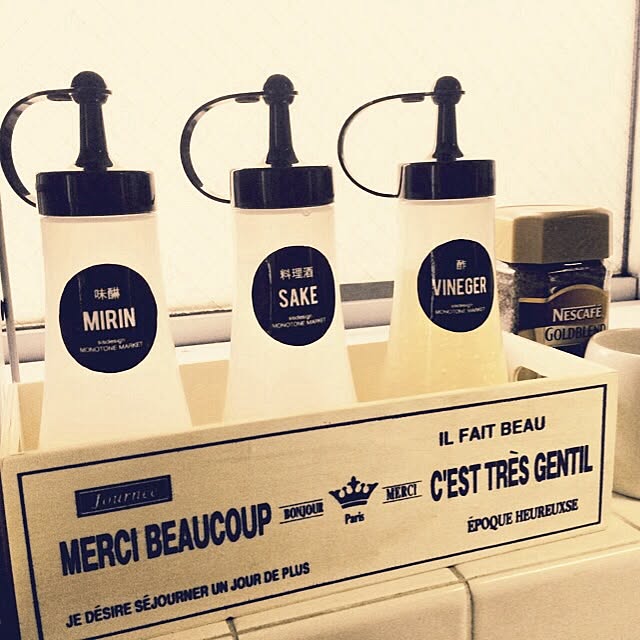 味醂
MIRIN
MONOTONE MARKET
料理酒
SAKE
MONOTONE MARKET
酢
VINEGER
MONOTONE MARKET
NESCAFÉ
GOLDBLEND
IL FAIT BEAU
Journée
MERCI BEAUCOUP
BONJOUR
Paris
MERCI
C'EST TRÈS GENTIL
ÉPOQUE HEUREUXSE
JE DÉSIRE SÉJOURNER UN JOUR DE PLUS